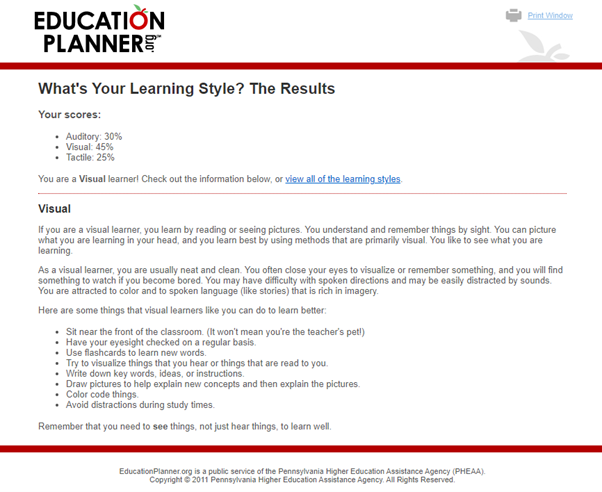 EDUCATION
PLANNER.org™
Print Window
What's Your Learning Style? The Results
Your scores:
• Auditory: 30%
• Visual: 45%
• Tactile: 25%
You are a Visual learner! Check out the information below, or view all of the learning styles.
Visual
If you are a visual learner, you learn by reading or seeing pictures. You understand and remember things by sight. You can picture
what you are learning in your head, and you learn best by using methods that are primarily visual. You like to see what you are
learning.
As a visual learner, you are usually neat and clean. You often close your eyes to visualize or remember something, and you will find
something to watch if you become bored. You may have difficulty with spoken directions and may be easily distracted by sounds.
You are attracted to color and to spoken language (like stories) that is rich in imagery.
Here are some things that visual learners like you can do to learn better:
• Sit near the front of the classroom. (It won't mean you're the teacher's pet!)
• Have your eyesight checked on a regular basis.
• Use flashcards to learn new words.
• Try to visualize things that you hear or things that are read to you.
• Write down key words, ideas, or instructions.
• Draw pictures to help explain new concepts and then explain the pictures.
• Color code things.
• Avoid distractions during study times.
Remember that you need to see things, not just hear things, to learn well.
EducationPlanner.org is a public service of the Pennsylvania Higher Education Assistance Agency (PHEAA).
Copyright © 2011 Pennsylvania Higher Education Assistance Agency. All Rights Reserved.